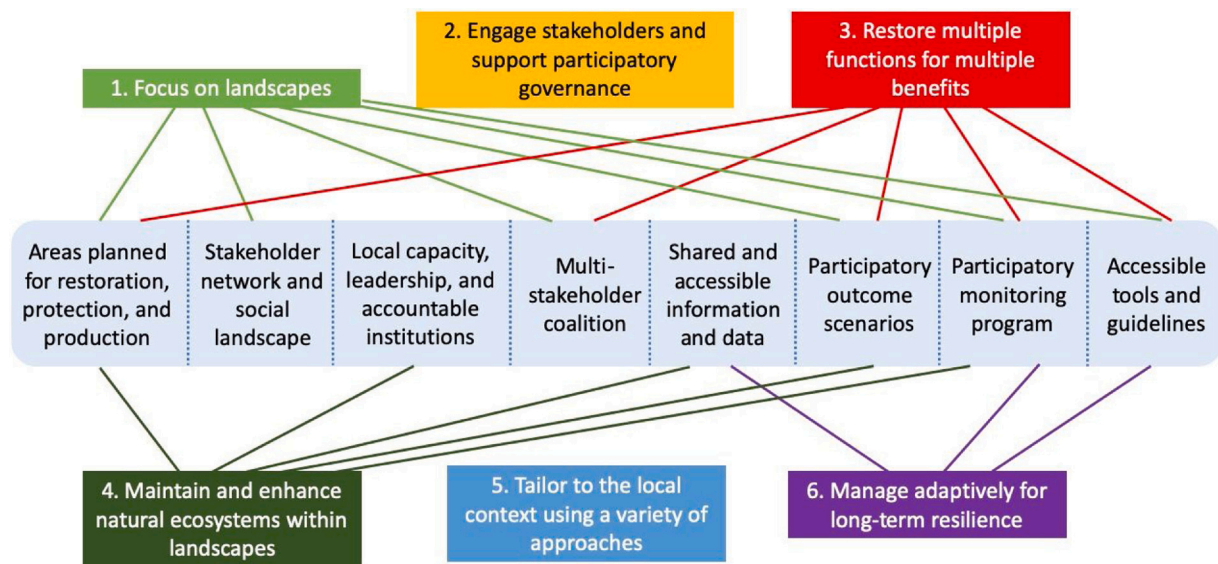 1. Focus on landscapes
2. Engage stakeholders and
support participatory
governance
3. Restore multiple
functions for multiple
benefits
Areas planned
for restoration,
protection, and
production
Stakeholder
network and
social
landscape
Local capacity,
leadership, and
accountable
institutions
Multi-
stakeholder
coalition
Shared and
accessible
information
and data
Participatory
outcome
scenarios
Participatory
monitoring
program
Accessible
tools and
guidelines
4. Maintain and enhance
natural ecosystems within
landscapes
5. Tailor to the local
context using a variety of
approaches
6. Manage adaptively for
long-term resilience